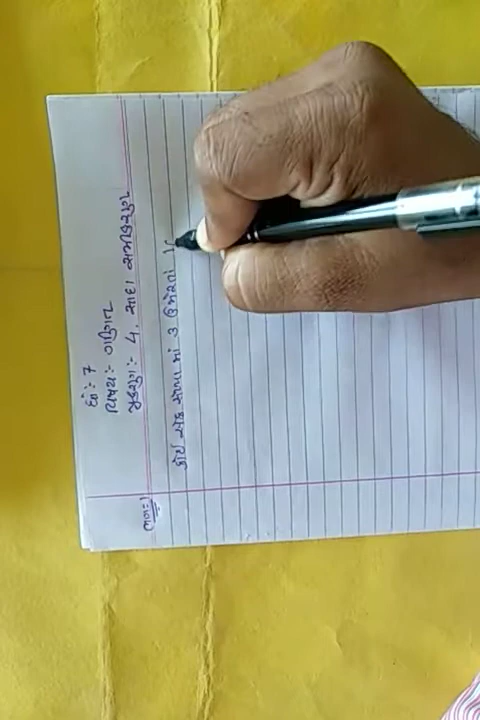 ધો:- 7
વિષય:- ગણિત
પ્રકરણ:- 4. સાદા સમીકરણ
કોઈ એક સંખ્યા માં 3 ઉમેરતાં